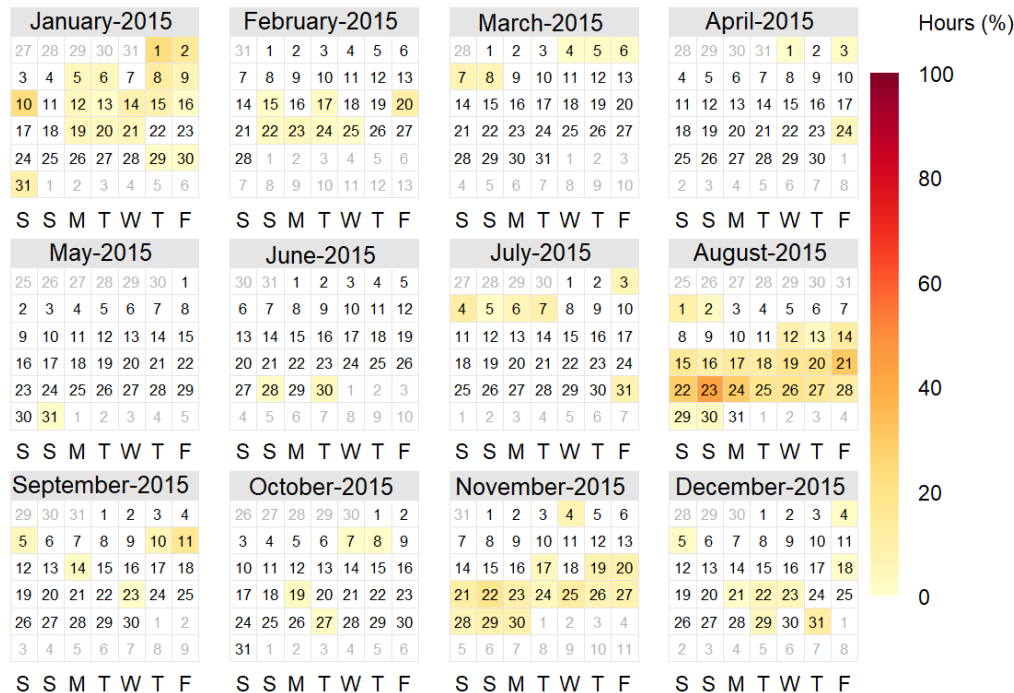 January-2015
27 28 29 30 31 1 2
3 4 5 6 7 8 9
10 11 12 13 14 15 16
17 18 19 20 21 22 23
24 25 26 27 28 29 30
31 1 2 3 4 5 6
S S M T W T F
February-2015
31 1 2 3 4 5 6
7 8 9 10 11 12 13
14 15 16 17 18 19 20
21 22 23 24 25 26 27
28 1 2 3 4 5 6
7 8 9 10 11 12 13
S S M T W T F
March-2015
28 1 2 3 4 5 6
7 8 9 10 11 12 13
14 15 16 17 18 19 20
21 22 23 24 25 26 27
28 29 30 31 1 2 3
4 5 6 7 8 9 10
S S M T W T F
April-2015
28 29 30 31 1 2 3
4 5 6 7 8 9 10
11 12 13 14 15 16 17
18 19 20 21 22 23 24
25 26 27 28 29 30 1
2 3 4 5 6 7 8
S S M T W T F
May-2015
25 26 27 28 29 30 1
2 3 4 5 6 7 8
9 10 11 12 13 14 15
16 17 18 19 20 21 22
23 24 25 26 27 28 29
30 31 1 2 3 4 5
S S M T W T F
June-2015
30 31 1 2 3 4 5
6 7 8 9 10 11 12
13 14 15 16 17 18 19
20 21 22 23 24 25 26
27 28 29 30 1 2 3
4 5 6 7 8 9 10
S S M T W T F
July-2015
27 28 29 30 1 2 3
4 5 6 7 8 9 10
11 12 13 14 15 16 17
18 19 20 21 22 23 24
25 26 27 28 29 30 31
1 2 3 4 5 6 7
S S M T W T F
August-2015
25 26 27 28 29 30 31
1 2 3 4 5 6 7
8 9 10 11 12 13 14
15 16 17 18 19 20 21
22 23 24 25 26 27 28
29 30 31 1 2 3 4
S S M T W T F
September-2015
29 30 31 1 2 3 4
5 6 7 8 9 10 11
12 13 14 15 16 17 18
19 20 21 22 23 24 25
26 27 28 29 30 1 2
3 4 5 6 7 8 9
S S M T W T F
October-2015
26 27 28 29 30 1 2
3 4 5 6 7 8 9
10 11 12 13 14 15 16
17 18 19 20 21 22 23
24 25 26 27 28 29 30
31 1 2 3 4 5 6
S S M T W T F
November-2015
31 1 2 3 4 5 6
7 8 9 10 11 12 13
14 15 16 17 18 19 20
21 22 23 24 25 26 27
28 29 30 1 2 3 4
5 6 7 8 9 10 11
S S M T W T F
December-2015
28 29 30 1 2 3 4
5 6 7 8 9 10 11
12 13 14 15 16 17 18
19 20 21 22 23 24 25
26 27 28 29 30 31 1
2 3 4 5 6 7 8
S S M T W T F
Hours (%)
100
80
60
40
20
0